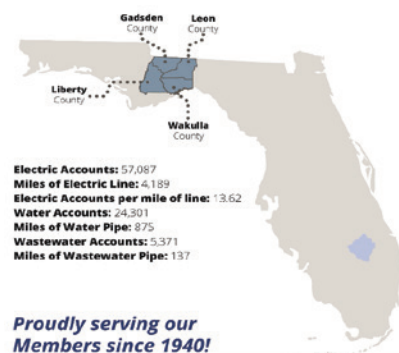 Gadsden
County
Leon
County
Liberty
County
Wakulla
County
Electric Accounts: 57,087
Miles of Electric Line: 4,189
Electric Accounts per mile of line: 13.62
Water Accounts: 24,301
Miles of Water Pipe: 875
Wastewater Accounts: 5,371
Miles of Wastewater Pipe: 137
Proudly serving our
Members since 1940!